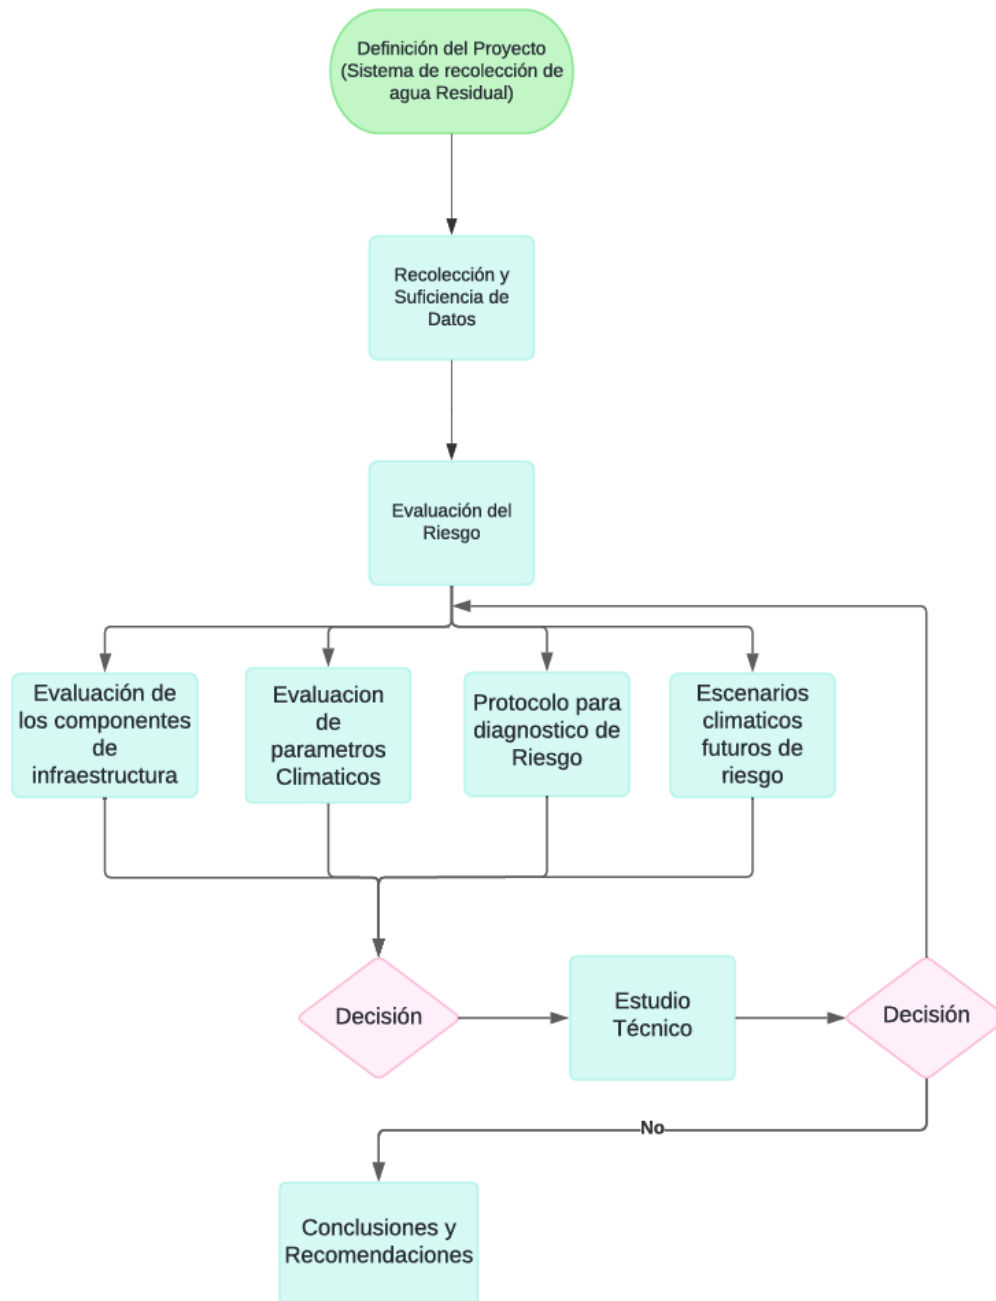 Definición del Proyecto
(Sistema de recolección de
agua Residual)
Recolección y
Suficiencia de
Datos
Evaluación del
Riesgo
Evaluación de
los componentes
de
infraestructura
Evaluacion
de
parametros
Climaticos
Protocolo para
diagnostico de
Riesgo
Escenarios
climaticos
futuros de
riesgo
Decisión
Estudio
Técnico
Decisión
No
Conclusiones y
Recomendaciones